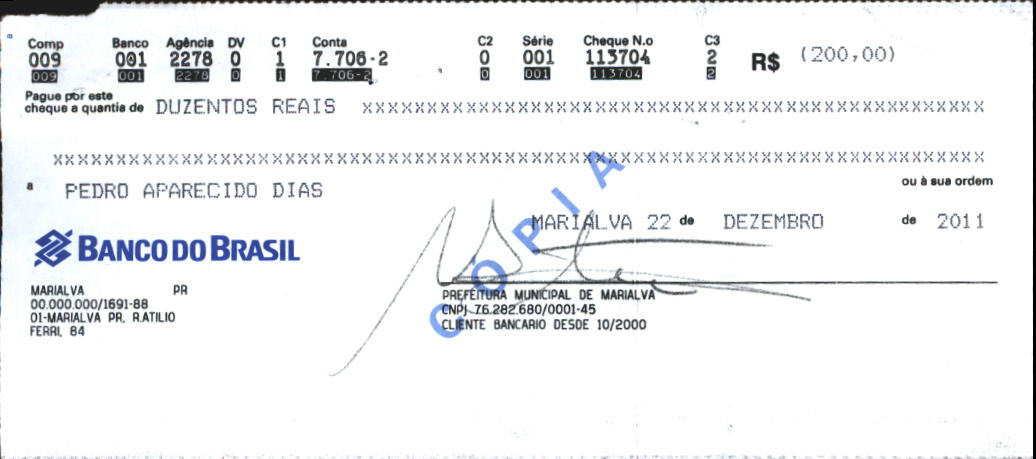 Comp Banco Agência DV C1 Conta C2 Série Cheque N.o C3
009 001 2278 0 1 7.706-2 0 001 113704 2 R$ (200,00)
009 001 2278 0 1 7.706-2 0 001 113704 2
Pague por este
cheque a quantia de DUZENTOS REAIS XXXXXXXXXXXXXXXXXXXXXXXXXXXXXXXXXXXXXXXXXXXXXXXX
XXXXXXXXXXXXXXXXXXXXXXXXXXXXXXXXXXXXXXXXXXXXXXXXXXXXXXXXXXXXXXXXXXXXXXXX
a PEDRO APARECIDO DIAS ou à sua ordem
MARIALVA 22 de DEZEMBRO de 2011
COPIA
BANCO DO BRASIL
MARIALVA PR
00.000.000/1691-88
01-MARIALVA PR. R.ATILIO
FERRI, 84
PREFEITURA MUNICIPAL DE MARIALVA
CNPJ 76.282.680/0001-45
CLIENTE BANCARIO DESDE 10/2000